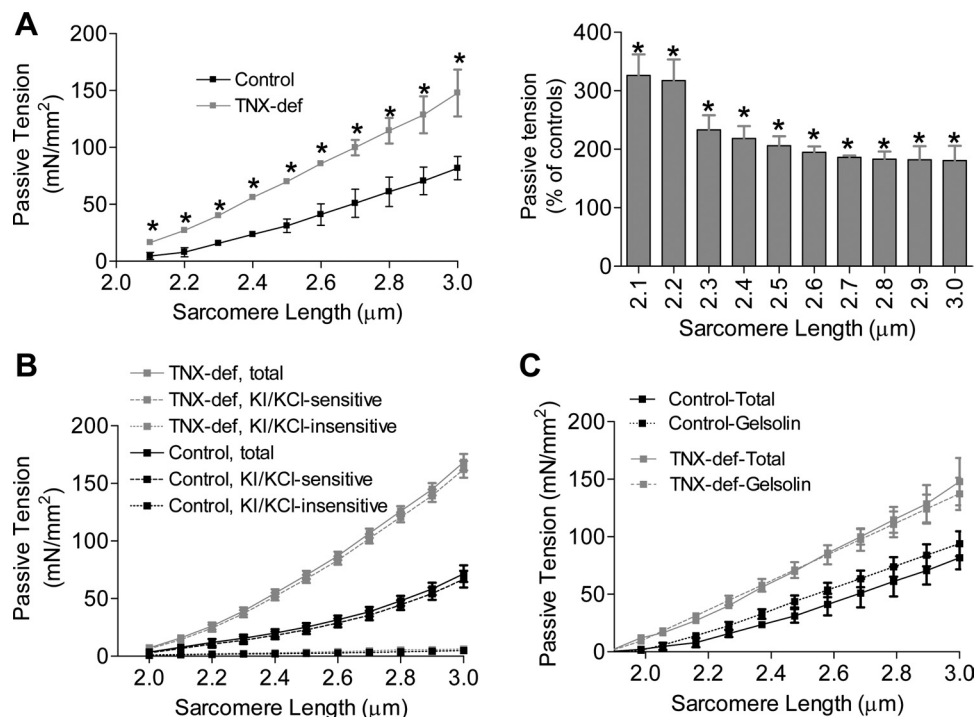 A
Passive Tension
(mN/mm²)
200
150
100
50
0
Control
TNX-def
* * * * * * * * * *
2.0 2.2 2.4 2.6 2.8 3.0
Sarcomere Length (μm)
Passive tension
(% of controls)
400
300
200
100
0
* * * * * * * * * *
2.1 2.2 2.3 2.4 2.5 2.6 2.7 2.8 2.9 3.0
Sarcomere Length (μm)
B
TNX-def, total
TNX-def, KI/KCl-sensitive
TNX-def, KI/KCl-insensitive
Control, total
Control, KI/KCl-sensitive
Control, KI/KCl-insensitive
Passive Tension
(mN/mm²)
200
150
100
50
0
2.0 2.2 2.4 2.6 2.8 3.0
Sarcomere Length (μm)
C
Control-Total
Control-Gelsolin
TNX-def-Total
TNX-def-Gelsolin
Passive Tension (mN/mm²)
200
150
100
50
0
2.0 2.2 2.4 2.6 2.8 3.0
Sarcomere Length (μm)